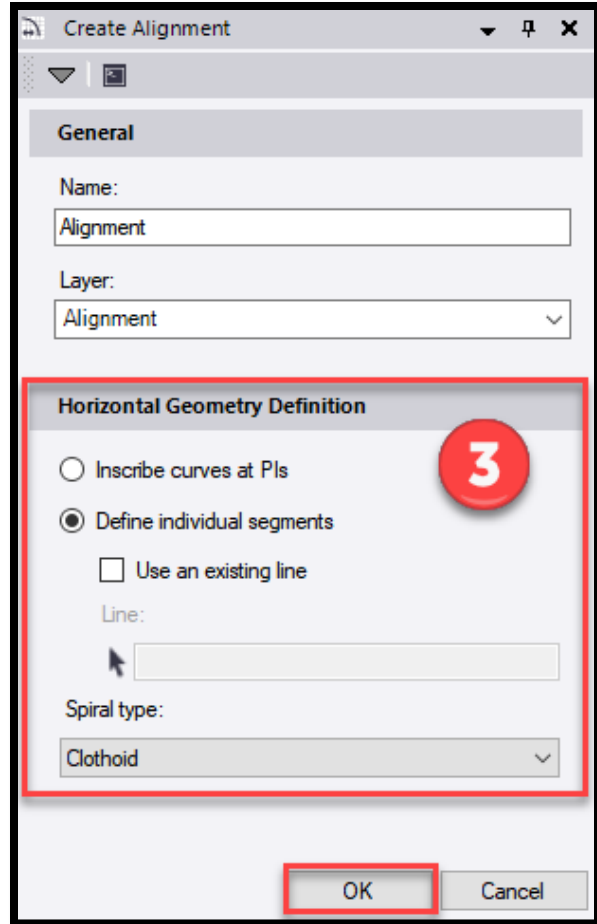 Create Alignment
General
Name:
Alignment
Layer:
Alignment
Horizontal Geometry Definition
3
Inscribe curves at PIs
Define individual segments
Use an existing line
Line:
Spiral type:
Clothoid
OK Cancel